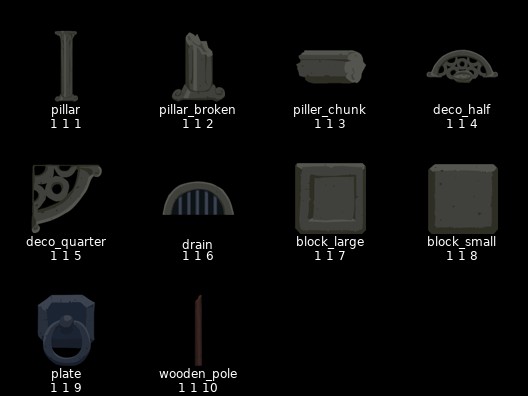 pillar
1 1 1
pillar_broken
1 1 2
piller_chunk
1 1 3
deco_half
1 1 4
deco_quarter
1 1 5
drain
1 1 6
block_large
1 1 7
block_small
1 1 8
plate
1 1 9
wooden_pole
1 1 10